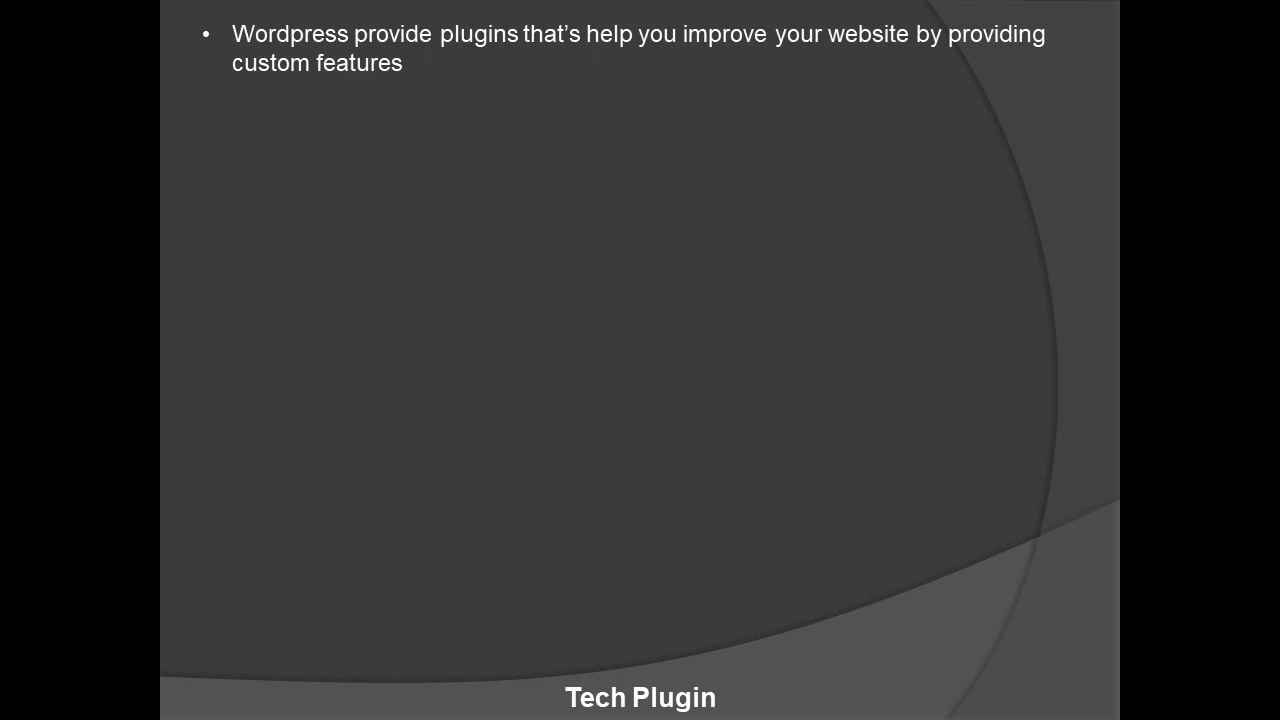 • Wordpress provide plugins that’s help you improve your website by providing
custom features
Tech Plugin